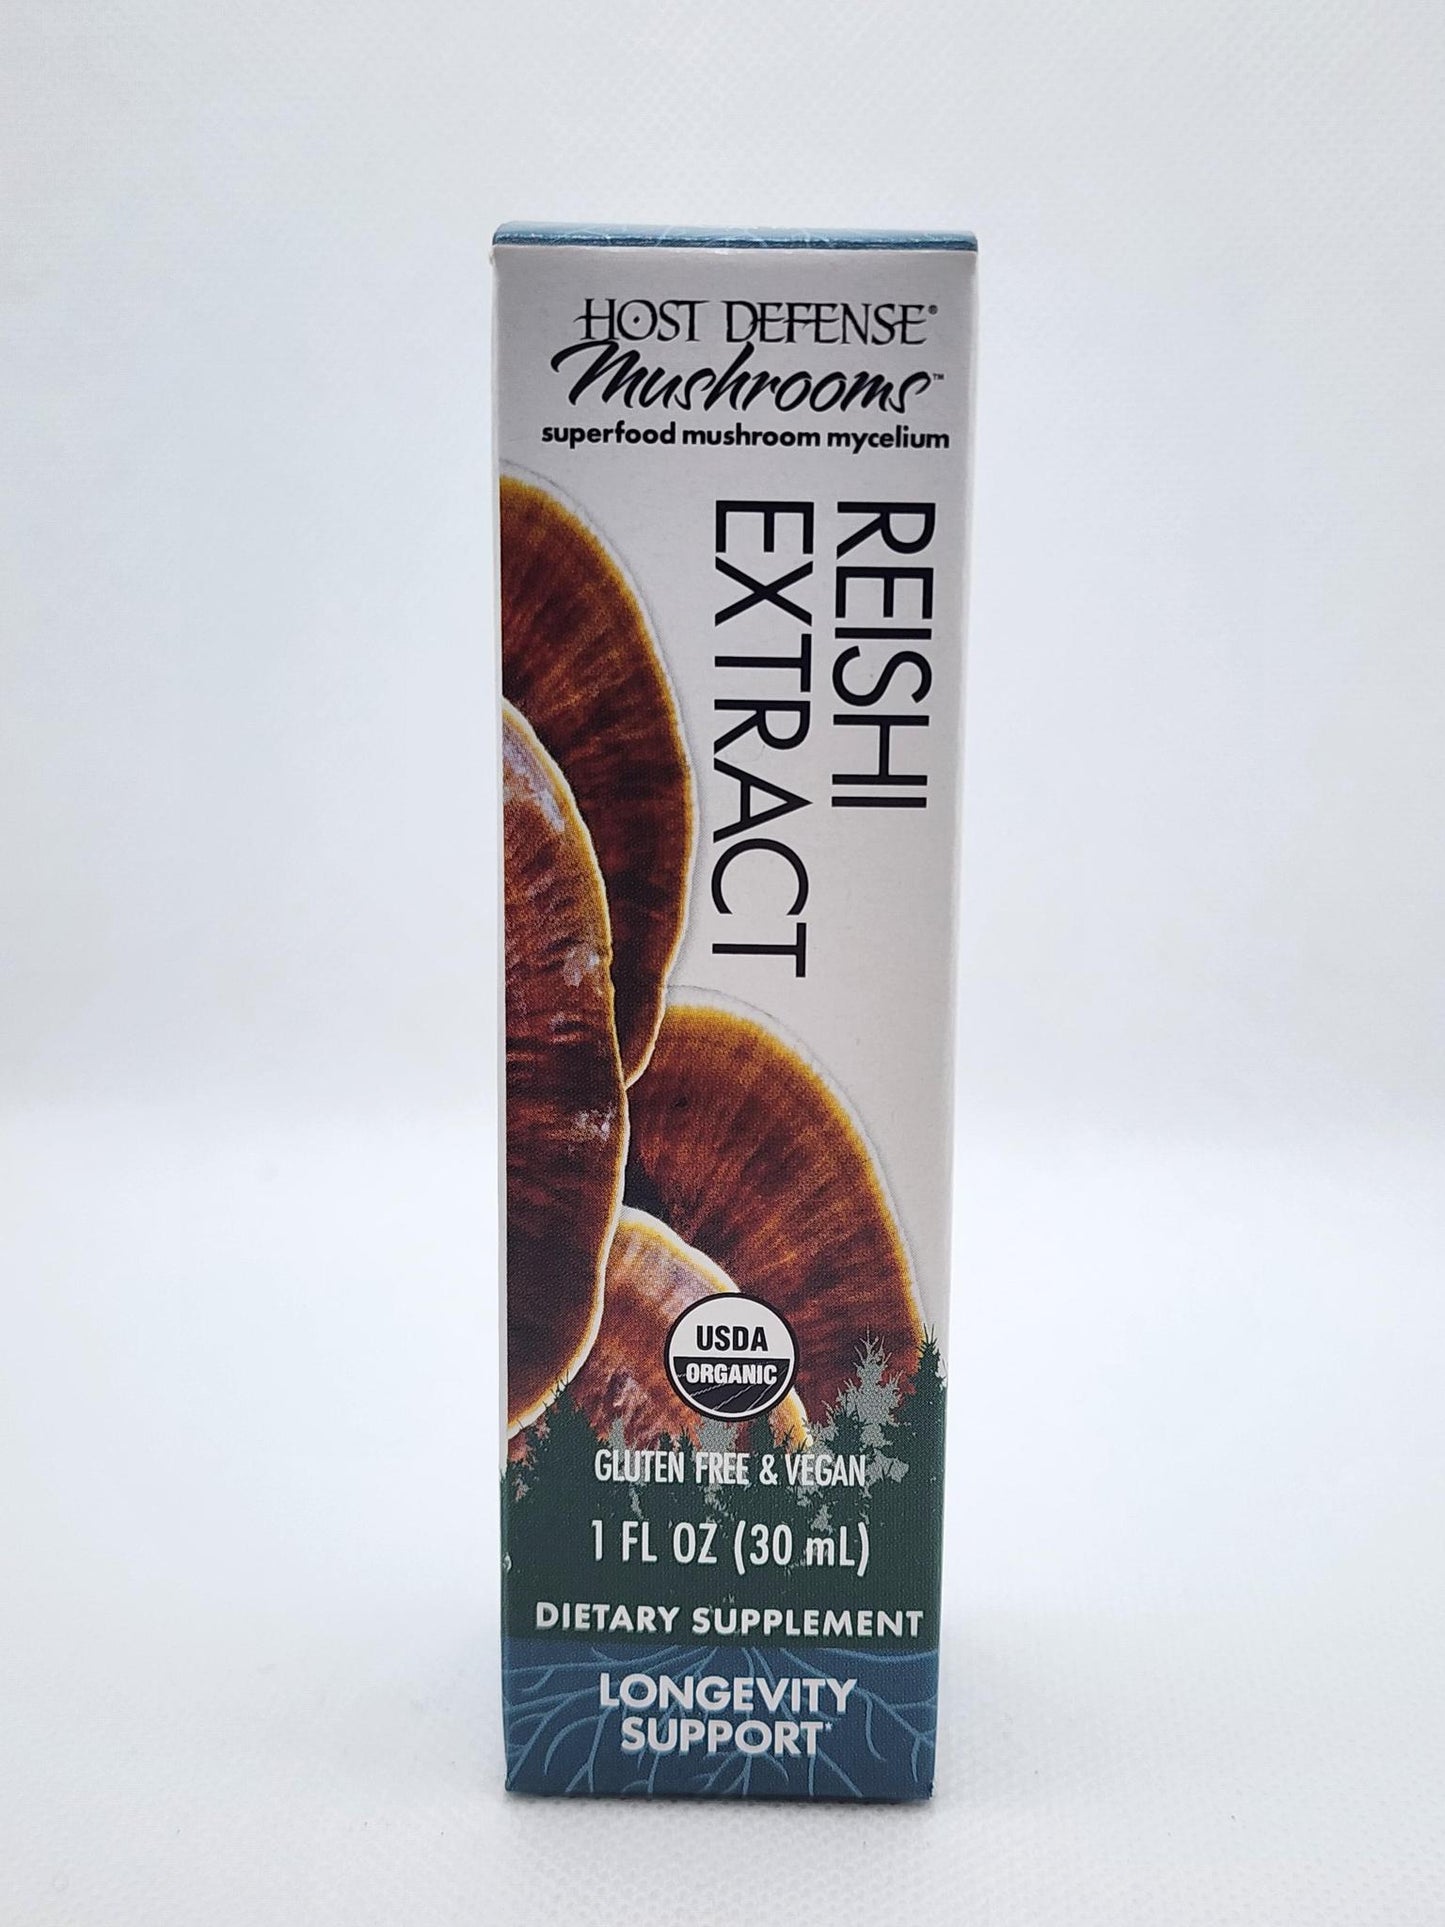 HOST DEFENSE®
Mushrooms™
superfood mushroom mycelium
REISHI
EXTRACT
USDA
ORGANIC
GLUTEN FREE & VEGAN
1 FL OZ (30 mL)
DIETARY SUPPLEMENT
LONGEVITY
SUPPORT*